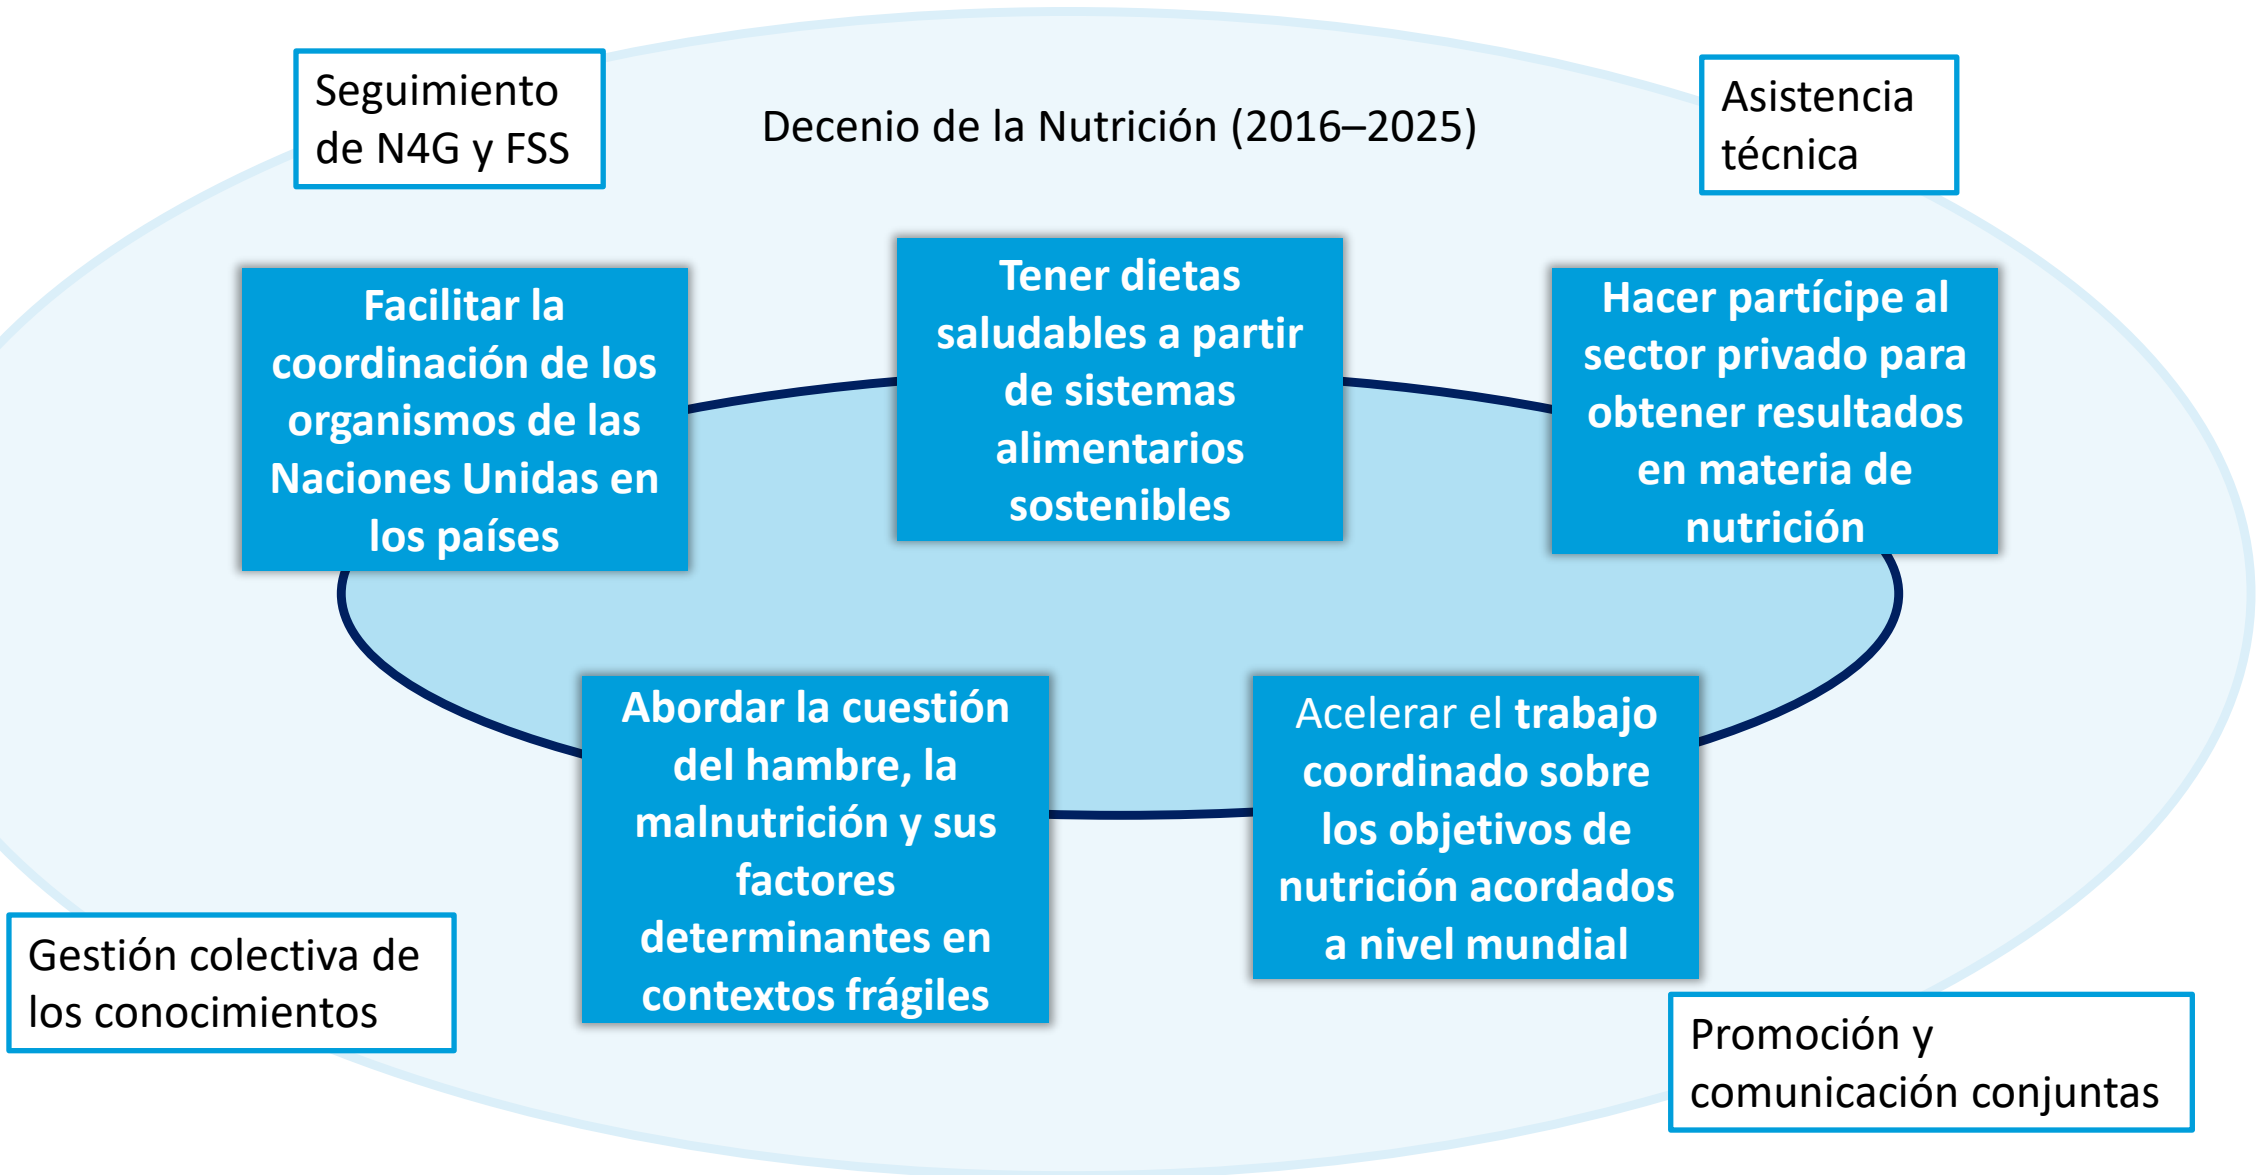 Seguimiento
de N4G y FSS
Decenio de la Nutrición (2016–2025)
Asistencia
técnica
Facilitar la
coordinación de los
organismos de las
Naciones Unidas en
los países
Tener dietas
saludables a partir
de sistemas
alimentarios
sostenibles
Hacer partícipe al
sector privado para
obtener resultados
en materia de
nutrición
Abordar la cuestión
del hambre, la
malnutrición y sus
factores
determinantes en
contextos frágiles
Acelerar el trabajo
coordinado sobre
los objetivos de
nutrición acordados
a nivel mundial
Gestión colectiva de
los conocimientos
Promoción y
comunicación conjuntas